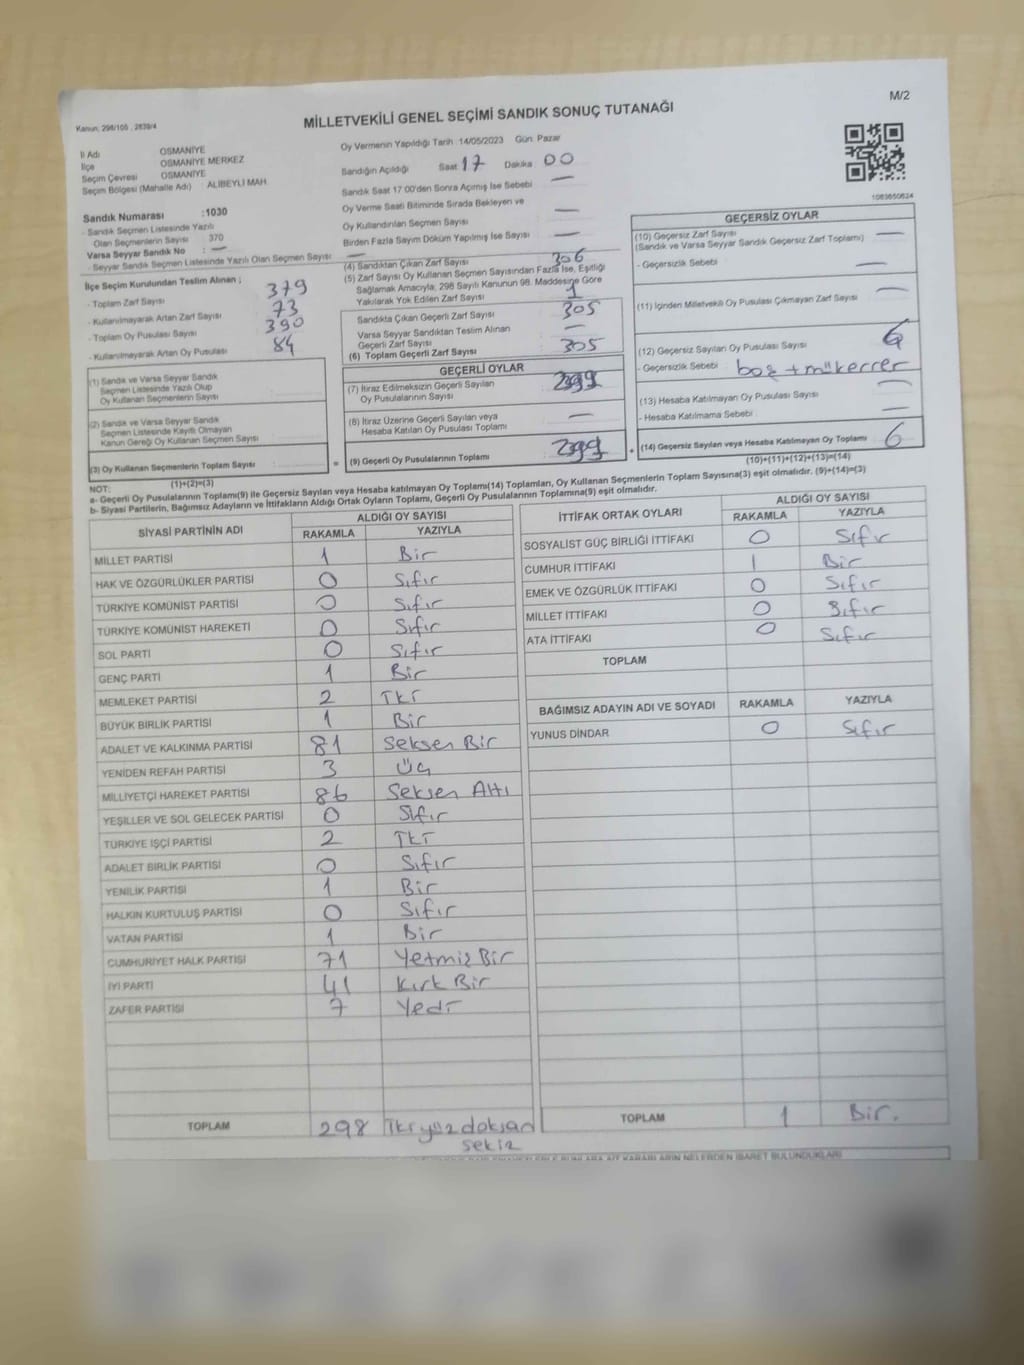 M/2
Kanun: 298/105 , 2839/4
MİLLETVEKİLİ GENEL SEÇİMİ SANDIK SONUÇ TUTANAĞI
İl Adı OSMANİYE
İlçe OSMANİYE MERKEZ
Seçim Çevresi OSMANİYE
Seçim Bölgesi (Mahalle Adı) : ALİBEYLİ MAH.
Sandık Numarası :1030
- Sandık Seçmen Listesinde Yazılı
Olan Seçmenlerin Sayısı 370
Varsa Seyyar Sandık No : —
- Seyyar Sandık Seçmen Listesinde Yazılı Olan Seçmen Sayısı : —
İlçe Seçim Kurulundan Teslim Alınan ;
- Toplam Zarf Sayısı 379
- Kullanılmayarak Artan Zarf Sayısı 73
- Toplam Oy Pusulası Sayısı 390
- Kullanılmayarak Artan Oy Pusulası 84
(1) Sandık ve Varsa Seyyar Sandık
Seçmen Listesinde Yazılı Olup
Oy Kullanan Seçmenlerin Sayısı
(2) Sandık ve Varsa Seyyar Sandık
Seçmen Listesinde Kayıtlı Olmayan
Kanun Gereği Oy Kullanan Seçmen Sayısı
(3) Oy Kullanan Seçmenlerin Toplam Sayısı
(1)+(2)=(3)
Oy Vermenin Yapıldığı Tarih :14/05/2023 Gün: Pazar
Sandığın Açıldığı Saat 17 Dakika 00
Sandık Saat 17:00'den Sonra Açılmış İse Sebebi —
Oy Verme Saati Bitiminde Sırada Bekleyen ve
Oy Kullandırılan Seçmen Sayısı —
Birden Fazla Sayım Döküm Yapılmış İse Sayısı —
(4) Sandıktan Çıkan Zarf Sayısı 306
(5) Zarf Sayısı Oy Kullanan Seçmen Sayısından Fazla İse, Eşitliği
Sağlamak Amacıyla, 298 Sayılı Kanunun 98. Maddesine Göre
Yakılarak Yok Edilen Zarf Sayısı 1
Sandıkta Çıkan Geçerli Zarf Sayısı 305
Varsa Seyyar Sandıktan Teslim Alınan
Geçerli Zarf Sayısı —
(6) Toplam Geçerli Zarf Sayısı 305
GEÇERLİ OYLAR
(7) İtiraz Edilmeksizin Geçerli Sayılan
Oy Pusulalarının Sayısı 299
(8) İtiraz Üzerine Geçerli Sayılan veya
Hesaba Katılan Oy Pusulası Toplamı —
= (9) Geçerli Oy Pusulalarının Toplamı 299 +
1083650624
GEÇERSİZ OYLAR
(10) Geçersiz Zarf Sayısı
(Sandık ve Varsa Seyyar Sandık Geçersiz Zarf Toplamı) —
- Geçersizlik Sebebi : —
(11) İçinden Milletvekili Oy Pusulası Çıkmayan Zarf Sayısı —
(12) Geçersiz Sayılan Oy Pusulası Sayısı 6
- Geçersizlik Sebebi : boş + mükerrer
(13) Hesaba Katılmayan Oy Pusulası Sayısı —
- Hesaba Katılmama Sebebi : —
(14) Geçersiz Sayılan veya Hesaba Katılmayan Oy Toplamı 6
(10)+(11)+(12)+(13)=(14)
NOT:
a- Geçerli Oy Pusulalarının Toplamı(9) ile Geçersiz Sayılan veya Hesaba katılmayan Oy Toplamı(14) Toplamları, Oy Kullanan Seçmenlerin Toplam Sayısına(3) eşit olmalıdır. (9)+(14)=(3)
b- Siyasi Partilerin, Bağımsız Adayların ve İttifakların Aldığı Ortak Oyların Toplamı, Geçerli Oy Pusulalarının Toplamına(9) eşit olmalıdır.
SİYASİ PARTİNİN ADI ALDIĞI OY SAYISI
RAKAMLA YAZIYLA
MİLLET PARTİSİ 1 Bir
HAK VE ÖZGÜRLÜKLER PARTİSİ 0 Sıfır
TÜRKİYE KOMÜNİST PARTİSİ 0 Sıfır
TÜRKİYE KOMÜNİST HAREKETİ 0 Sıfır
SOL PARTİ 0 Sıfır
GENÇ PARTİ 1 Bir
MEMLEKET PARTİSİ 2 İki
BÜYÜK BİRLİK PARTİSİ 1 Bir
ADALET VE KALKINMA PARTİSİ 81 Seksen Bir
YENİDEN REFAH PARTİSİ 3 Üç
MİLLİYETÇİ HAREKET PARTİSİ 86 Seksen Altı
YEŞİLLER VE SOL GELECEK PARTİSİ 0 Sıfır
TÜRKİYE İŞÇİ PARTİSİ 2 İki
ADALET BİRLİK PARTİSİ 0 Sıfır
YENİLİK PARTİSİ 1 Bir
HALKIN KURTULUŞ PARTİSİ 0 Sıfır
VATAN PARTİSİ 1 Bir
CUMHURİYET HALK PARTİSİ 71 Yetmiş Bir
İYİ PARTİ 41 Kırk Bir
ZAFER PARTİSİ 7 Yedi
TOPLAM 298 İki yüz doksan
sekiz
İTTİFAK ORTAK OYLARI ALDIĞI OY SAYISI
RAKAMLA YAZIYLA
SOSYALİST GÜÇ BİRLİĞİ İTTİFAKI 0 Sıfır
CUMHUR İTTİFAKI 1 Bir
EMEK VE ÖZGÜRLÜK İTTİFAKI 0 Sıfır
MİLLET İTTİFAKI 0 Sıfır
ATA İTTİFAKI 0 Sıfır
TOPLAM
BAĞIMSIZ ADAYIN ADI VE SOYADI RAKAMLA YAZIYLA
YUNUS DİNDAR 0 Sıfır
TOPLAM 1 Bir.